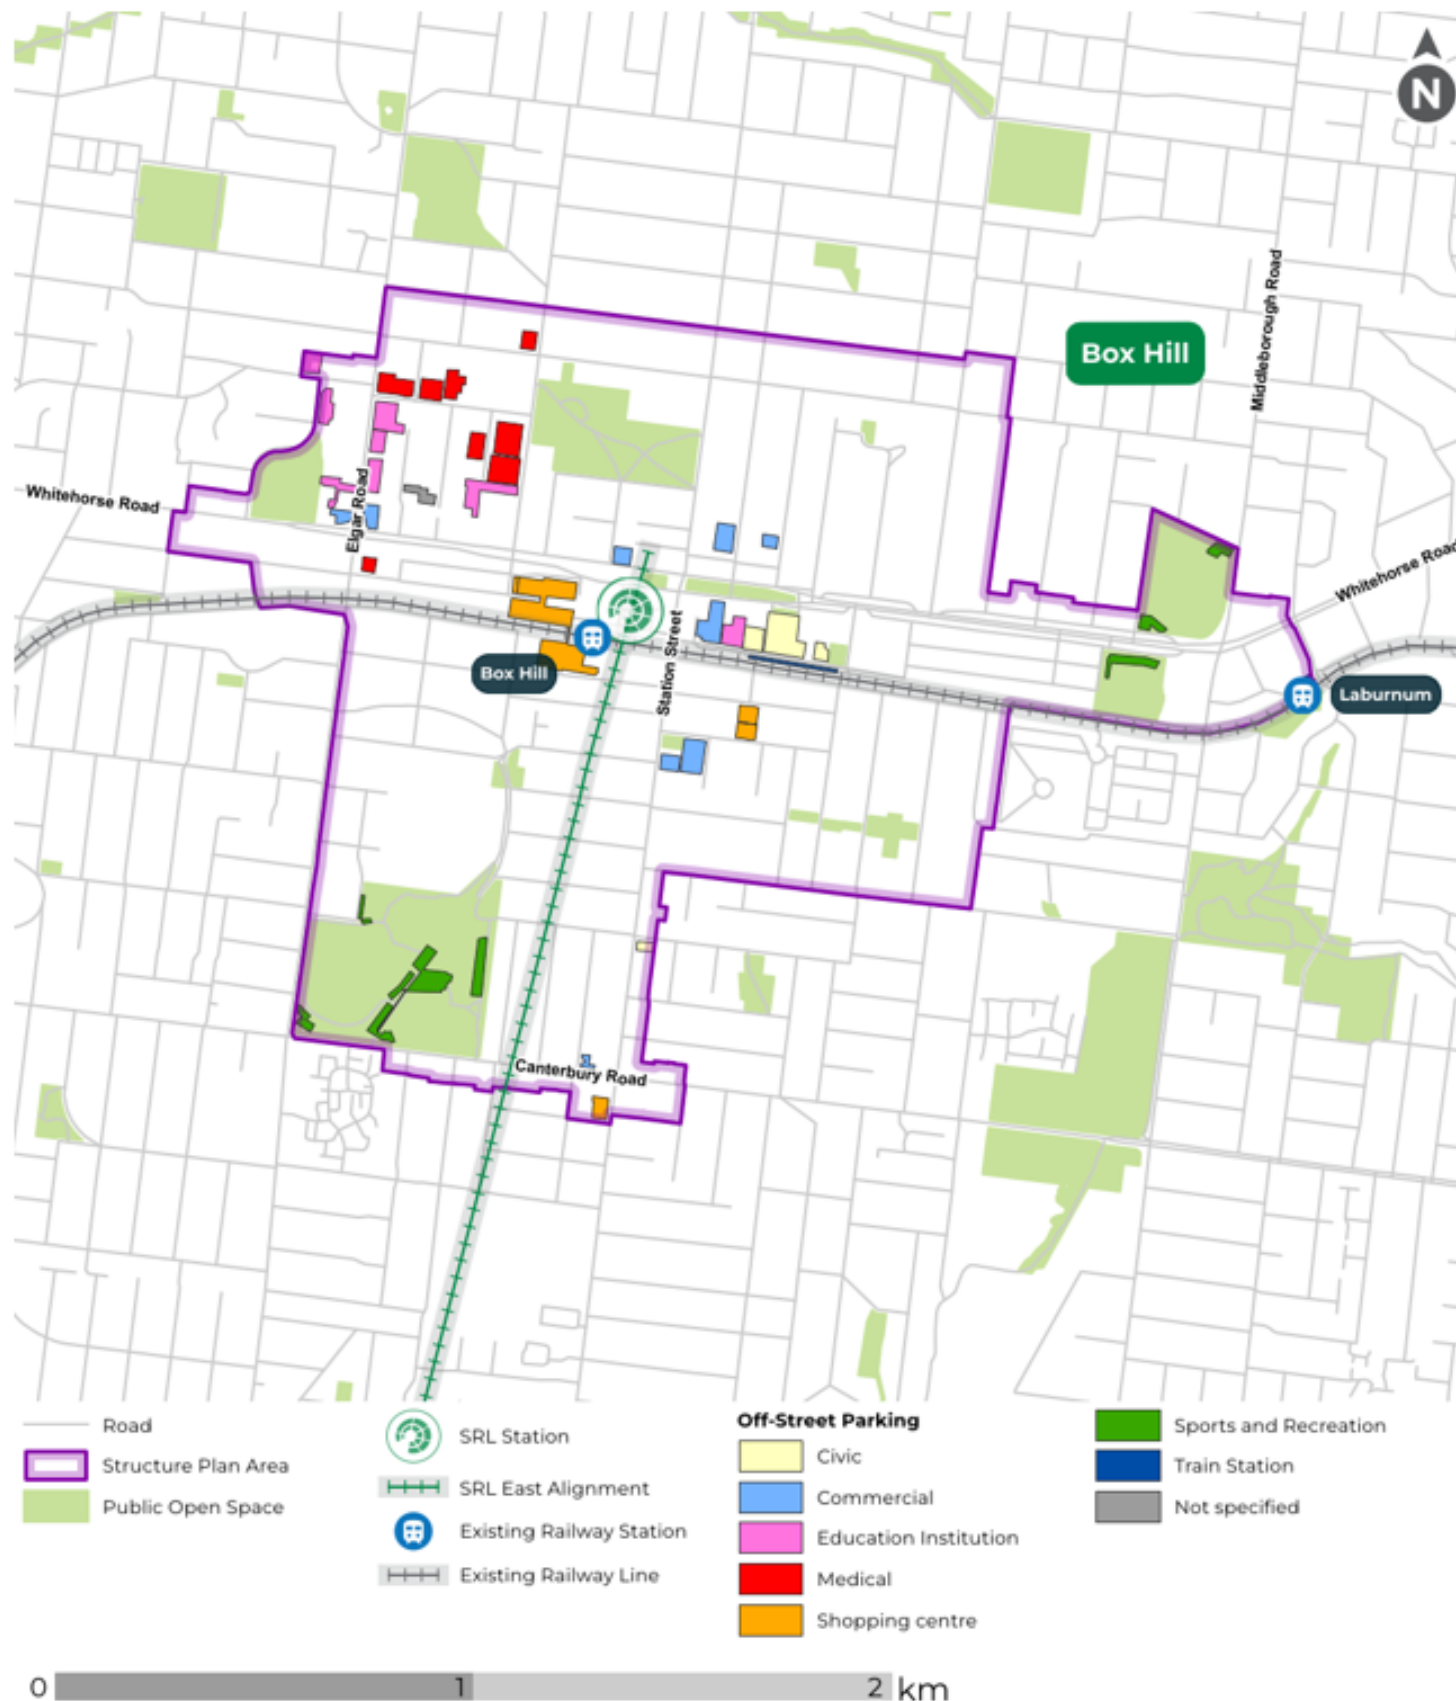 N
Middleborough Road
Box Hill
Whitehorse Road
Elgar Road
Whitehorse Road
Station Street
Box Hill
Laburnum
Canterbury Road
Road
Structure Plan Area
Public Open Space
SRL Station
SRL East Alignment
Existing Railway Station
Existing Railway Line
Off-Street Parking
Civic
Commercial
Education Institution
Medical
Shopping centre
Sports and Recreation
Train Station
Not specified
0 1 2 km